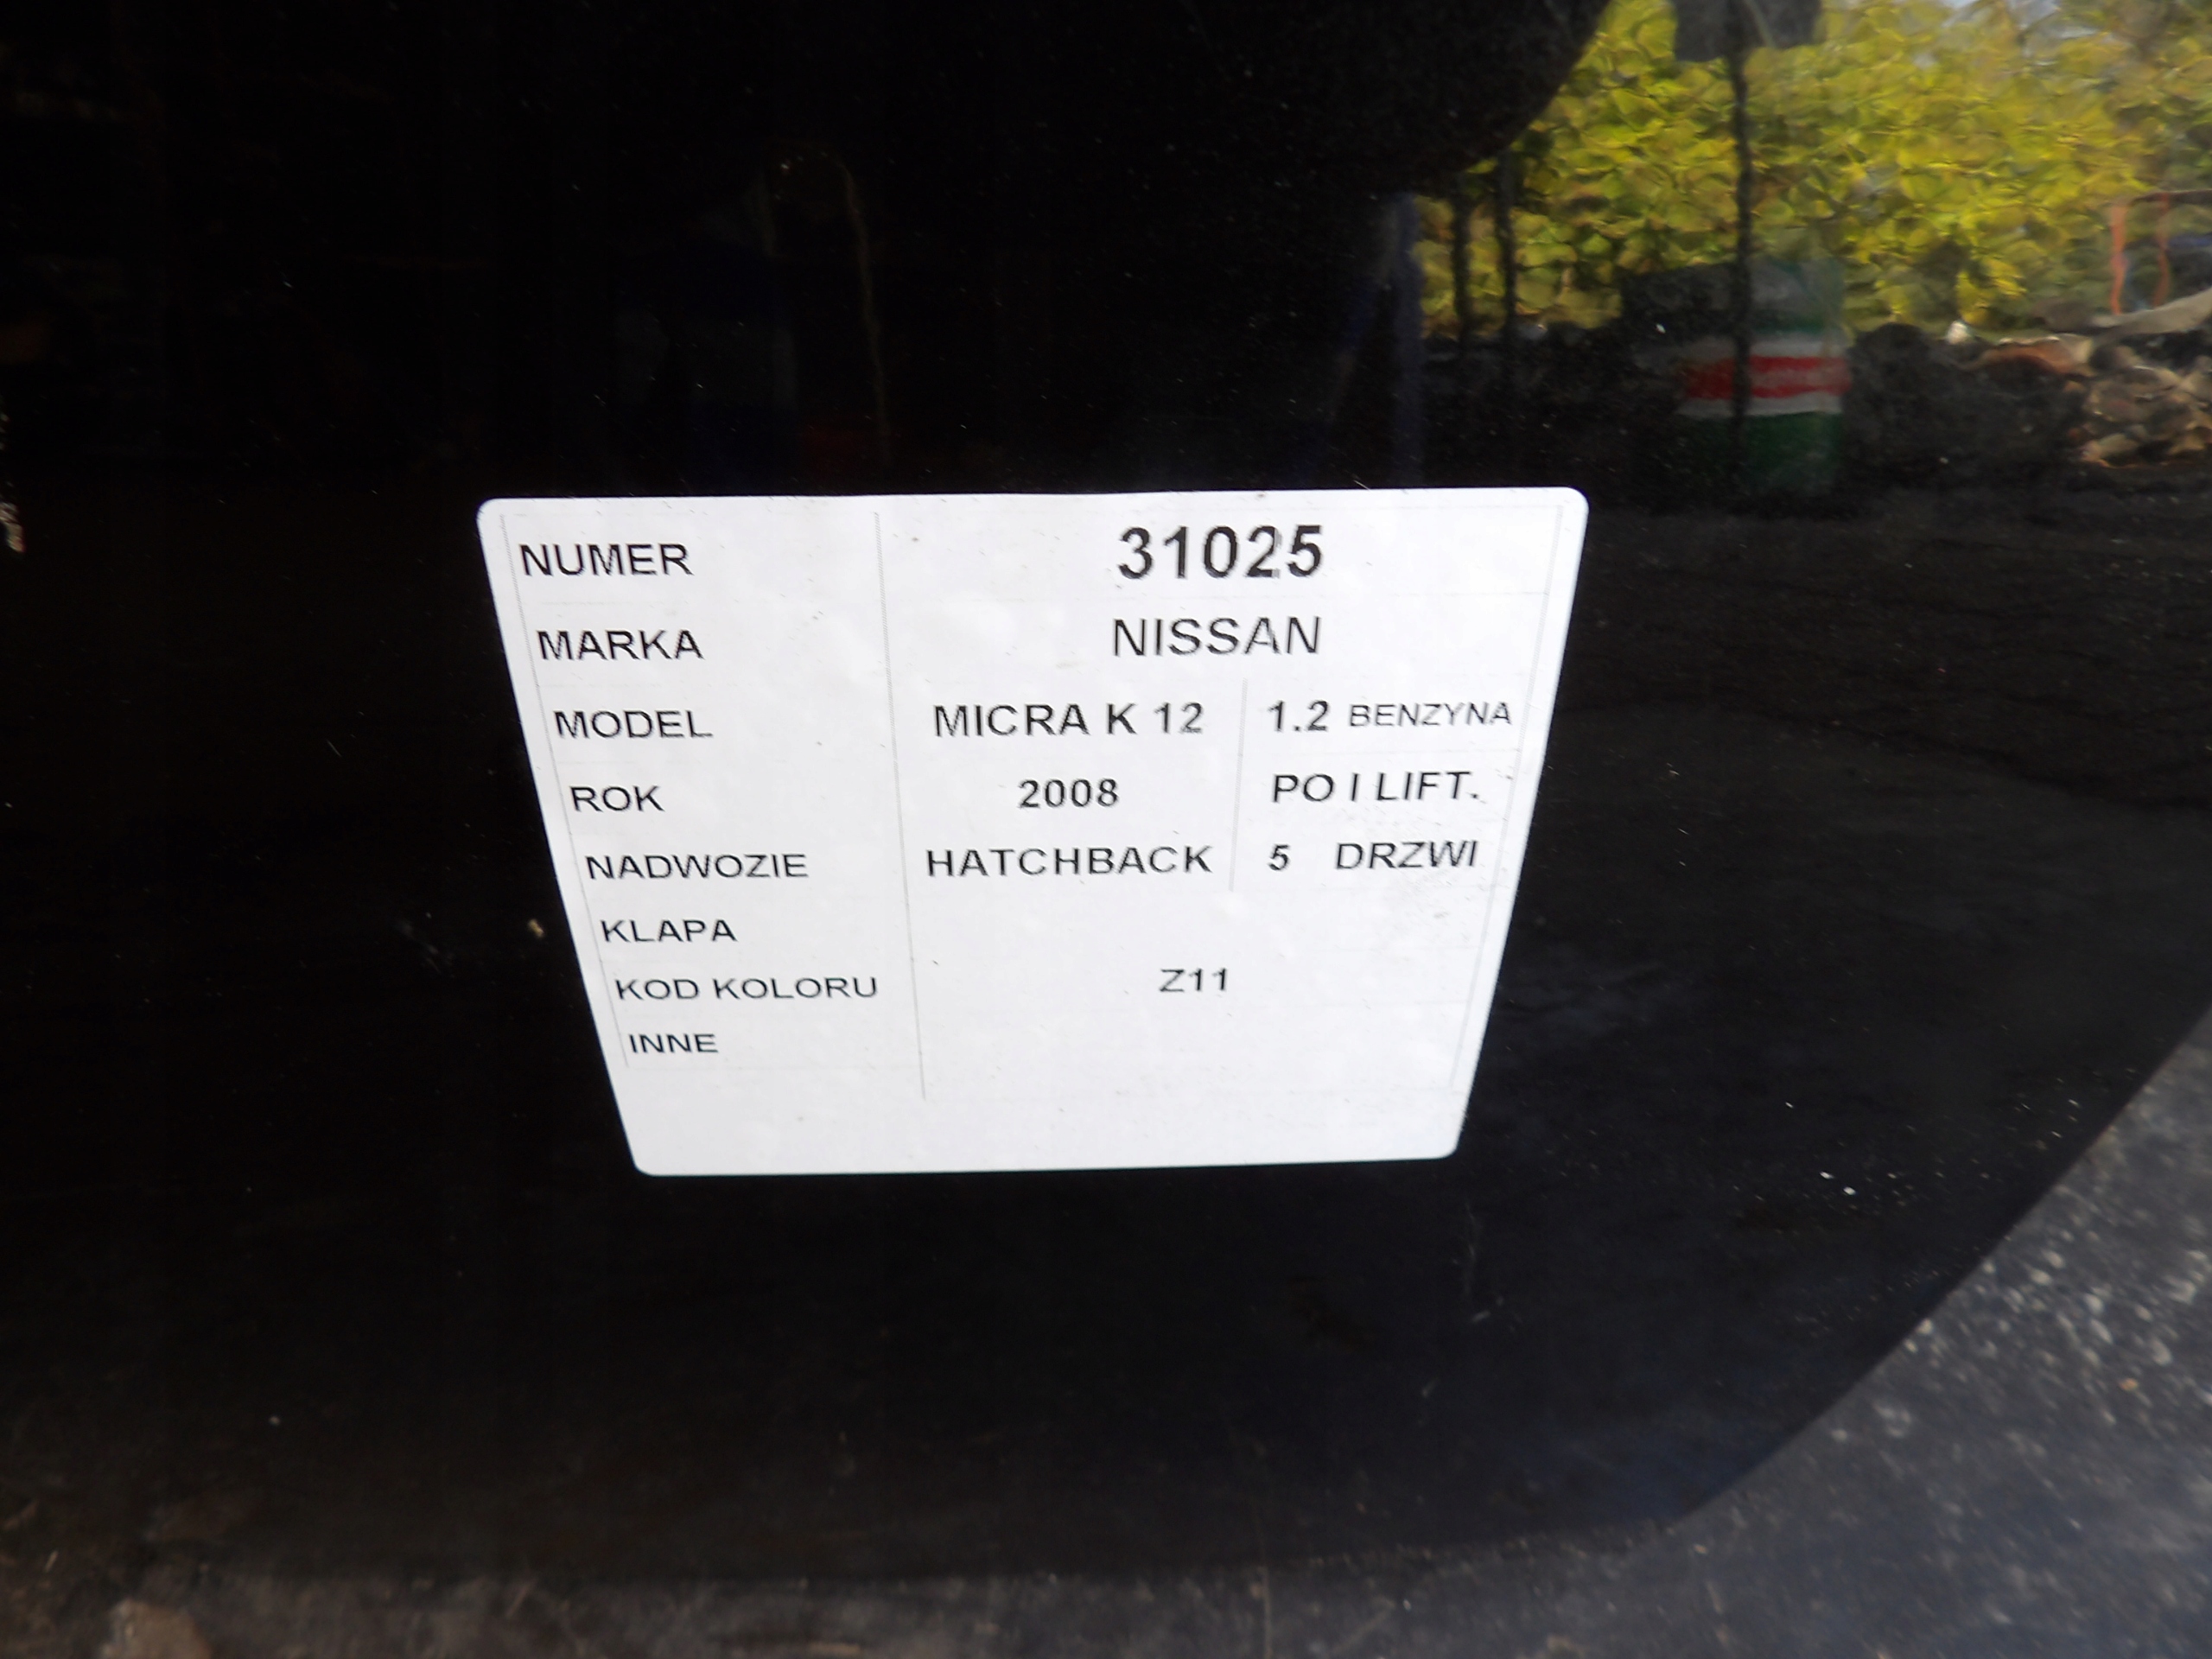 NUMER 31025
MARKA NISSAN
MODEL MICRA K 12 1.2 BENZYNA
ROK 2008 PO I LIFT.
NADWOZIE HATCHBACK 5 DRZWI
KLAPA
KOD KOLORU Z11
INNE